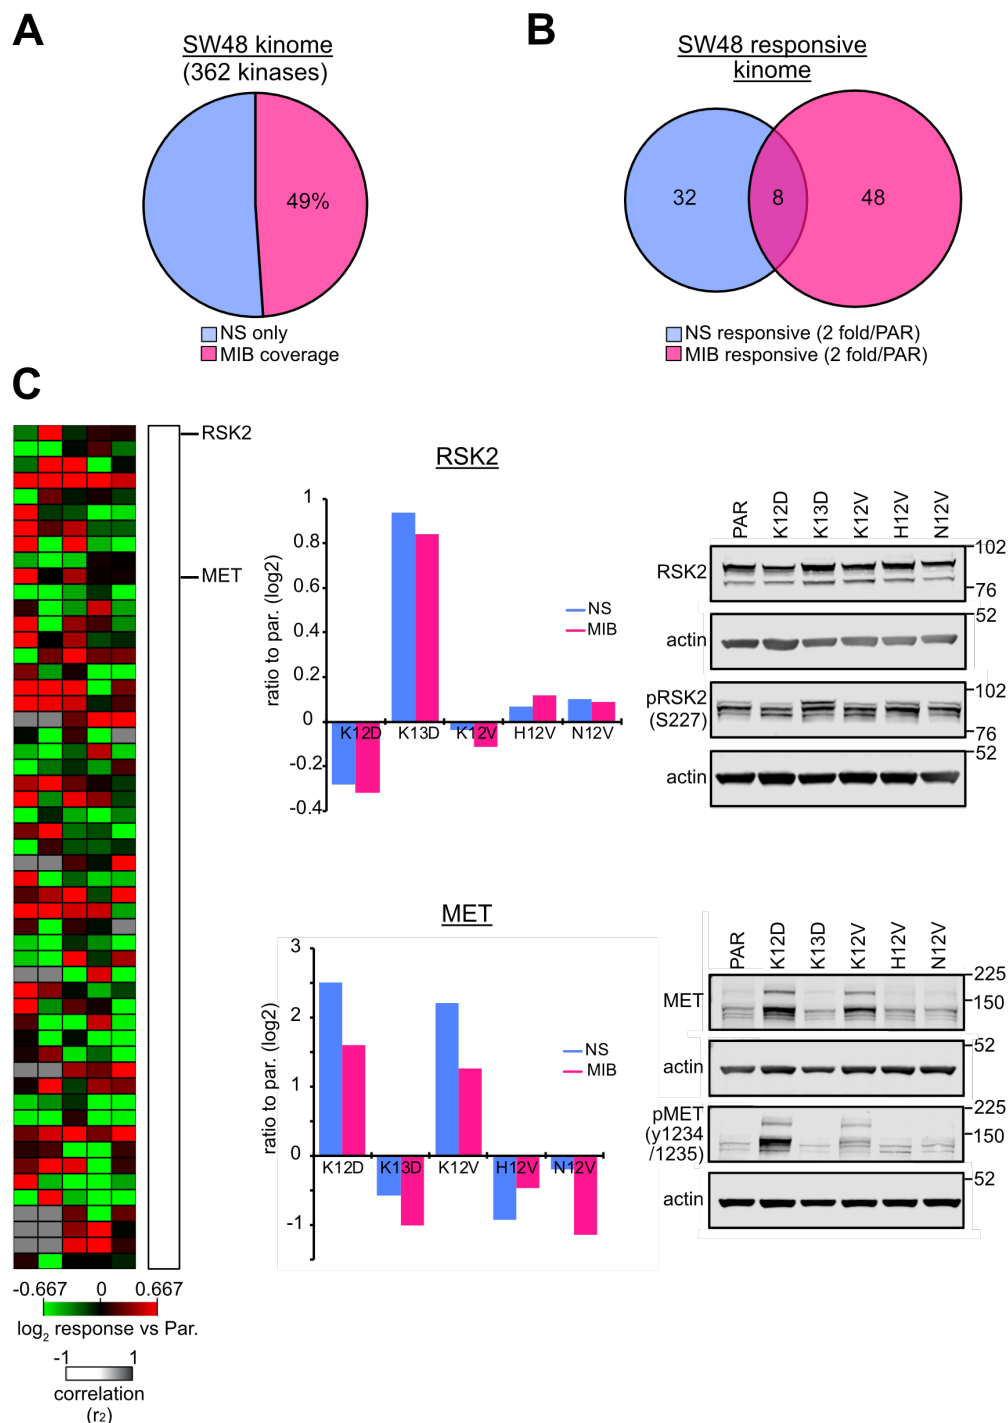 A
SW48 kinome
(362 kinases)
49%
NS only
MIB coverage
B
SW48 responsive
kinome
32
8
48
NS responsive (2 fold/PAR)
MIB responsive (2 fold/PAR)
C
RSK2
MET
-0.667 0 0.667
log2 response vs Par.
-1 1
correlation
(r2)
RSK2
ratio to par. (log2)
1
0.8
0.6
0.4
0.2
0
-0.2
-0.4
K12D K13D K12V H12V N12V
NS
MIB
PAR K12D K13D K12V H12V N12V
RSK2
102
76
actin
52
pRSK2
(S227)
102
76
actin
52
MET
ratio to par. (log2)
3
2
1
0
-1
K12D K13D K12V H12V N12V
NS
MIB
PAR K12D K13D K12V H12V N12V
MET
225
150
actin
52
pMET
(y1234
/1235)
225
150
actin
52